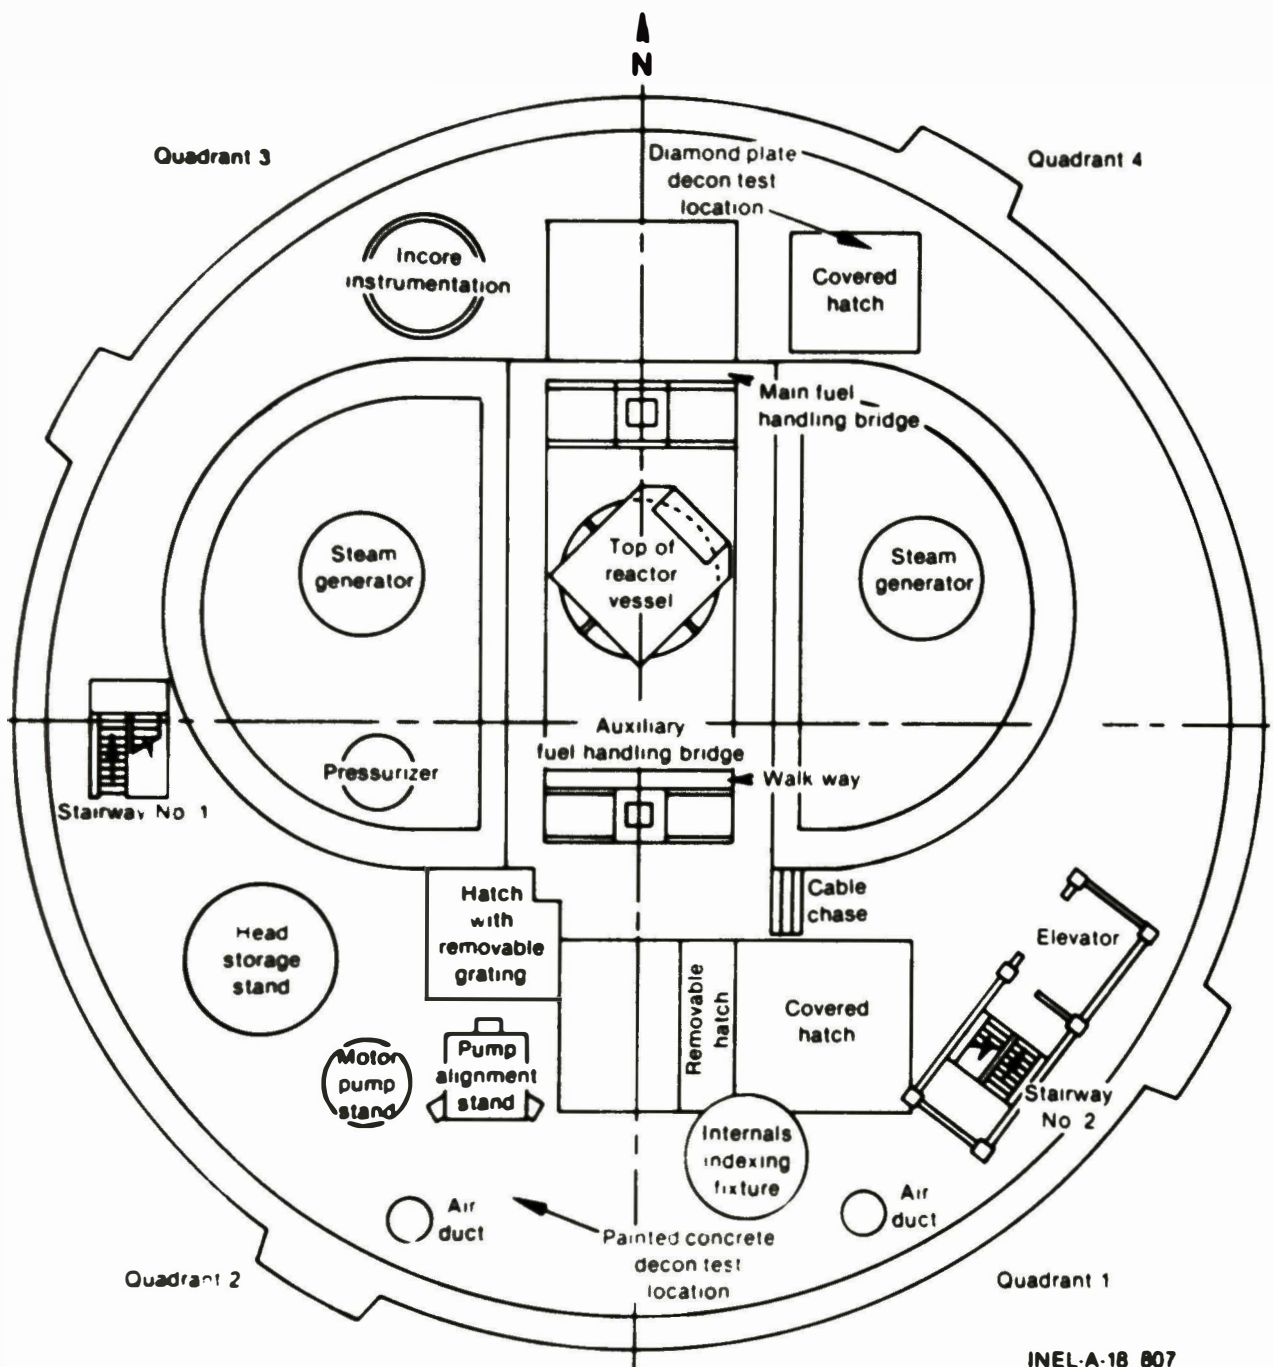 N
Quadrant 3
Diamond plate
decon test
location
Quadrant 4
Incore
instrumentation
Covered
hatch
Main fuel
handling bridge
Steam
generator
Top of
reactor
vessel
Steam
generator
Auxiliary
fuel handling bridge
Pressurizer
Walk way
Stairway No 1
Hatch
with
removable
grating
Cable
chase
Head
storage
stand
Elevator
Removable
hatch
Covered
hatch
Motor
pump
stand
Pump
alignment
stand
Stairway
No 2
Internals
indexing
fixture
Air
duct
Air
duct
Painted concrete
decon test
location
Quadrant 2
Quadrant 1
INEL-A-18 807